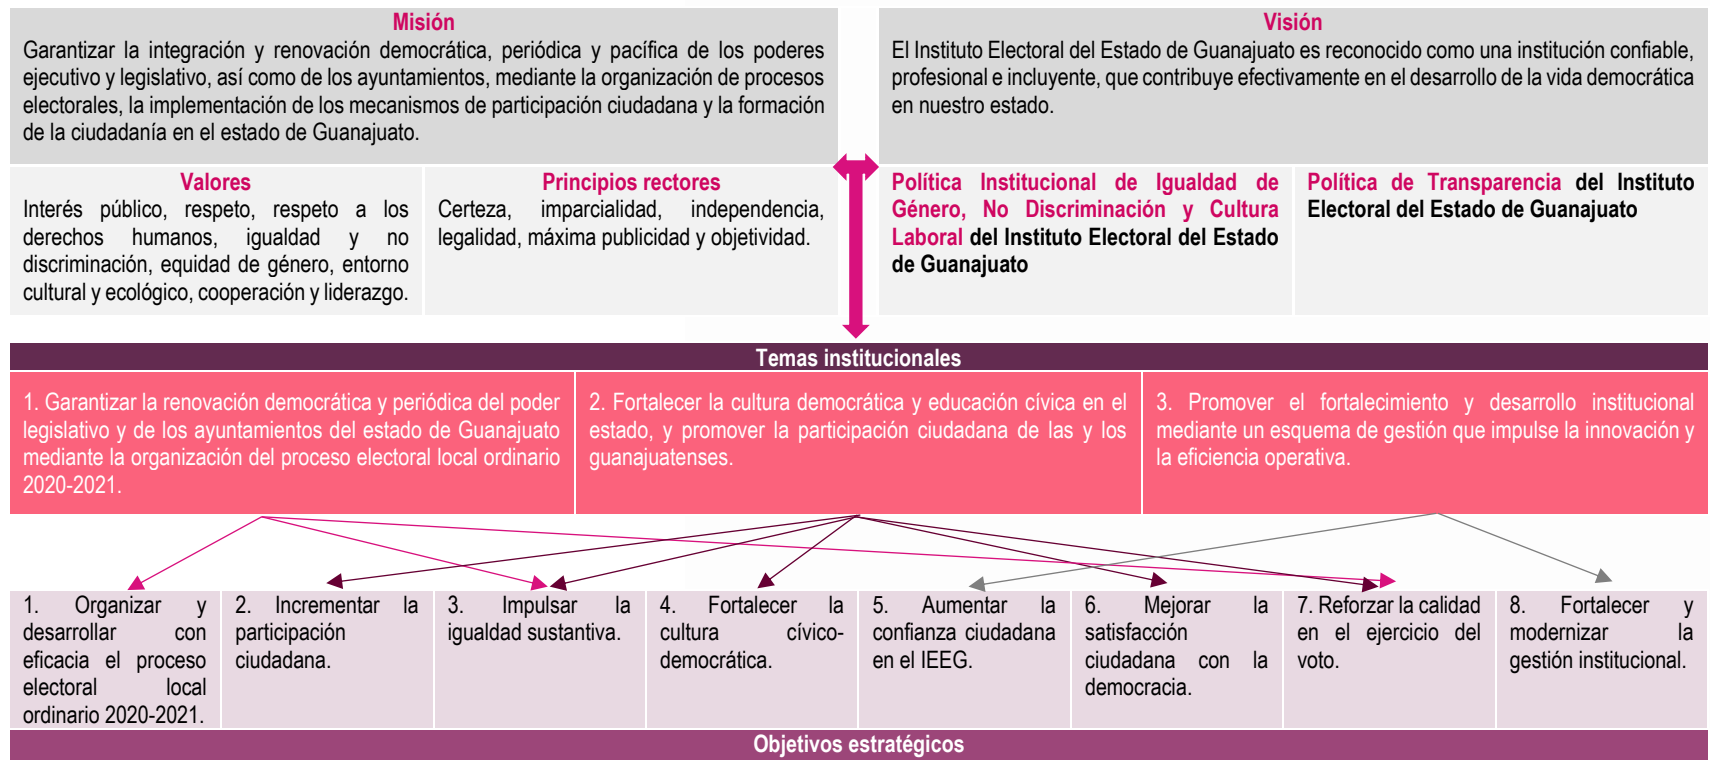 Misión
Garantizar la integración y renovación democrática, periódica y pacífica de los poderes
ejecutivo y legislativo, así como de los ayuntamientos, mediante la organización de procesos
electorales, la implementación de los mecanismos de participación ciudadana y la formación
de la ciudadanía en el estado de Guanajuato.
Visión
El Instituto Electoral del Estado de Guanajuato es reconocido como una institución confiable,
profesional e incluyente, que contribuye efectivamente en el desarrollo de la vida democrática
en nuestro estado.
Valores
Interés público, respeto, respeto a los
derechos humanos, igualdad y no
discriminación, equidad de género, entorno
cultural y ecológico, cooperación y liderazgo.
Principios rectores
Certeza, imparcialidad, independencia,
legalidad, máxima publicidad y objetividad.
Política Institucional de Igualdad de
Género, No Discriminación y Cultura
Laboral del Instituto Electoral del Estado
de Guanajuato
Política de Transparencia del Instituto
Electoral del Estado de Guanajuato
Temas institucionales
1. Garantizar la renovación democrática y periódica del poder
legislativo y de los ayuntamientos del estado de Guanajuato
mediante la organización del proceso electoral local ordinario
2020-2021.
2. Fortalecer la cultura democrática y educación cívica en el
estado, y promover la participación ciudadana de las y los
guanajuatenses.
3. Promover el fortalecimiento y desarrollo institucional
mediante un esquema de gestión que impulse la innovación y
la eficiencia operativa.
1. Organizar y
desarrollar con
eficacia el proceso
electoral local
ordinario 2020-2021.
2. Incrementar la
participación
ciudadana.
3. Impulsar la
igualdad sustantiva.
4. Fortalecer la
cultura cívico-
democrática.
5. Aumentar la
confianza ciudadana
en el IEEG.
6. Mejorar la
satisfacción
ciudadana con la
democracia.
7. Reforzar la calidad
en el ejercicio del
voto.
8. Fortalecer y
modernizar la
gestión institucional.
Objetivos estratégicos